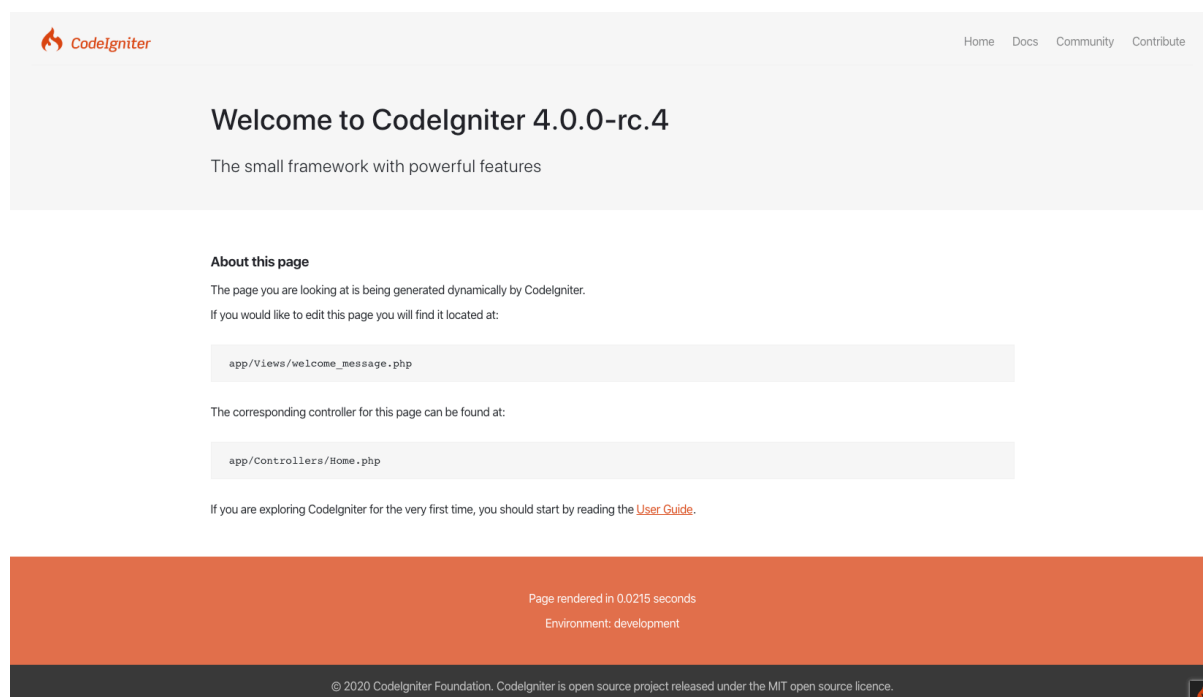 CodeIgniter
Home Docs Community Contribute
Welcome to CodeIgniter 4.0.0-rc.4
The small framework with powerful features
About this page
The page you are looking at is being generated dynamically by CodeIgniter.
If you would like to edit this page you will find it located at:
app/Views/welcome_message.php
The corresponding controller for this page can be found at:
app/Controllers/Home.php
If you are exploring CodeIgniter for the very first time, you should start by reading the User Guide.
Page rendered in 0.0215 seconds
Environment: development
© 2020 CodeIgniter Foundation. CodeIgniter is open source project released under the MIT open source licence.